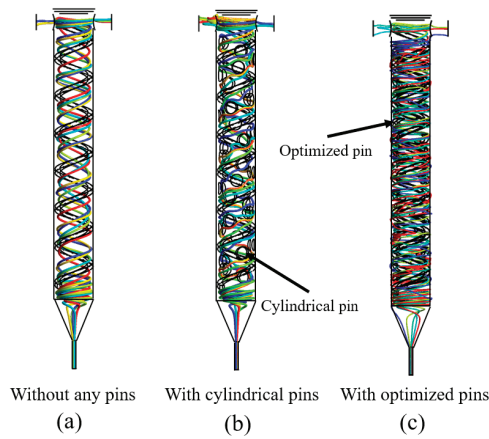 Optimized pin
Cylindrical pin
Without any pins
With cylindrical pins
With optimized pins
(a)
(b)
(c)